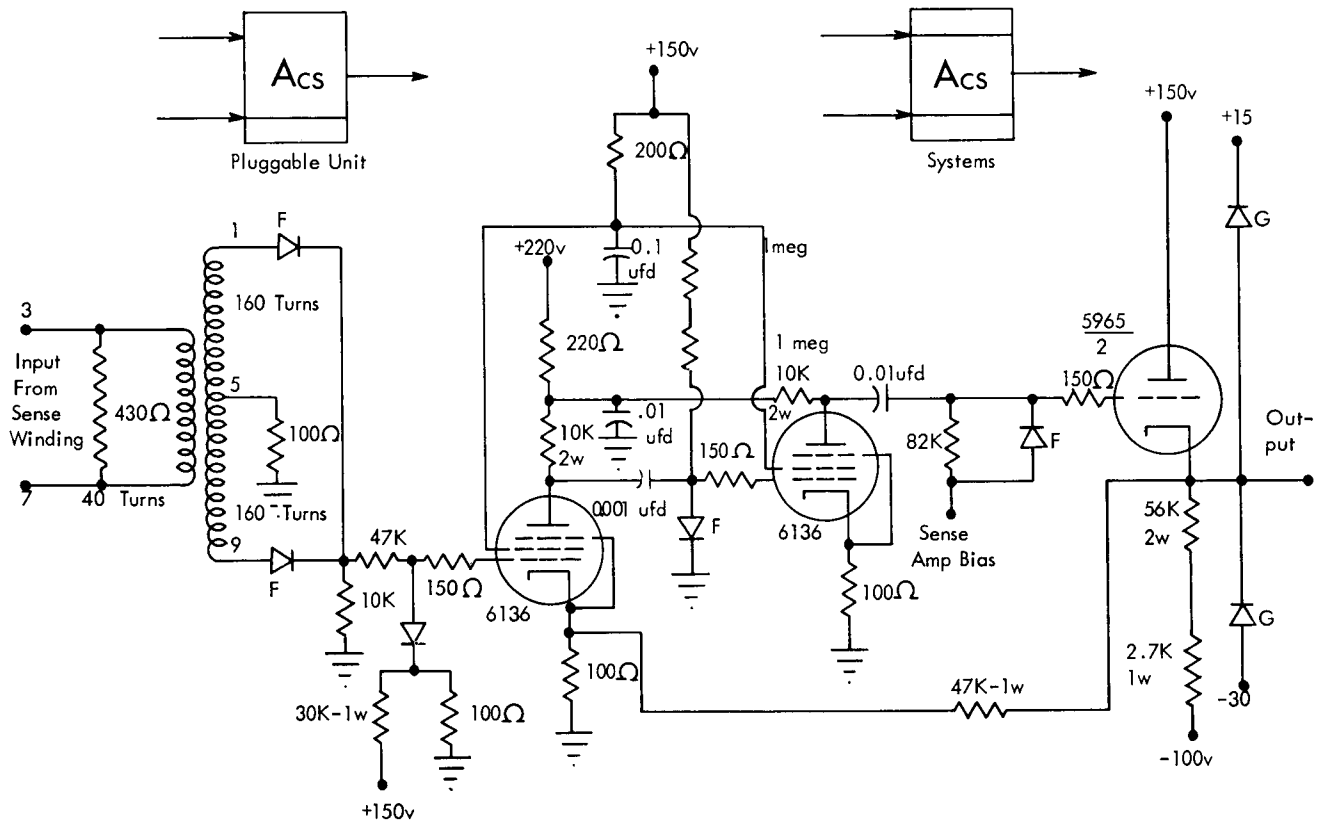 ACS
Pluggable Unit
+150v
ACS
Systems
+150v
+15
200Ω
G
F
1
+220v
0.1
ufd
1 meg
160 Turns
3
Input
From
Sense
Winding
430Ω
5
100Ω
220Ω
1 meg
10K
2w
0.01ufd
5965
2
150Ω
Out-
put
.01
ufd
10K
2w
82K
F
7
40 Turns
160 Turns
9
F
47K
150Ω
10K
0001 ufd
150Ω
F
6136
6136
Sense
Amp Bias
56K
2w
100Ω
G
100Ω
2.7K
1w
-30
47K-1w
30K-1w
100Ω
+150v
-100v